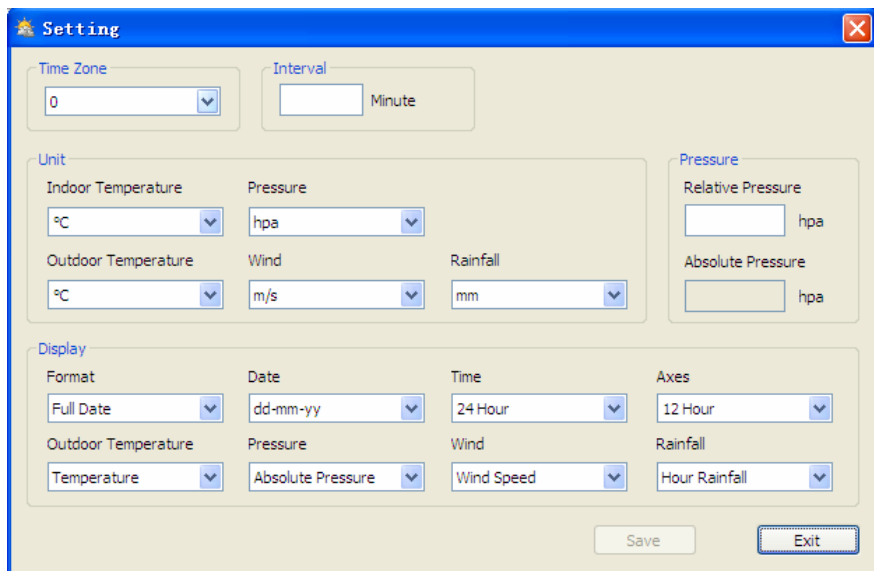 Setting
Time Zone Interval
0 Minute
Unit Pressure
Indoor Temperature Pressure Relative Pressure
ºC hpa hpa
Outdoor Temperature Wind Rainfall Absolute Pressure
ºC m/s mm hpa
Display
Format Date Time Axes
Full Date dd-mm-yy 24 Hour 12 Hour
Outdoor Temperature Pressure Wind Rainfall
Temperature Absolute Pressure Wind Speed Hour Rainfall
Save Exit